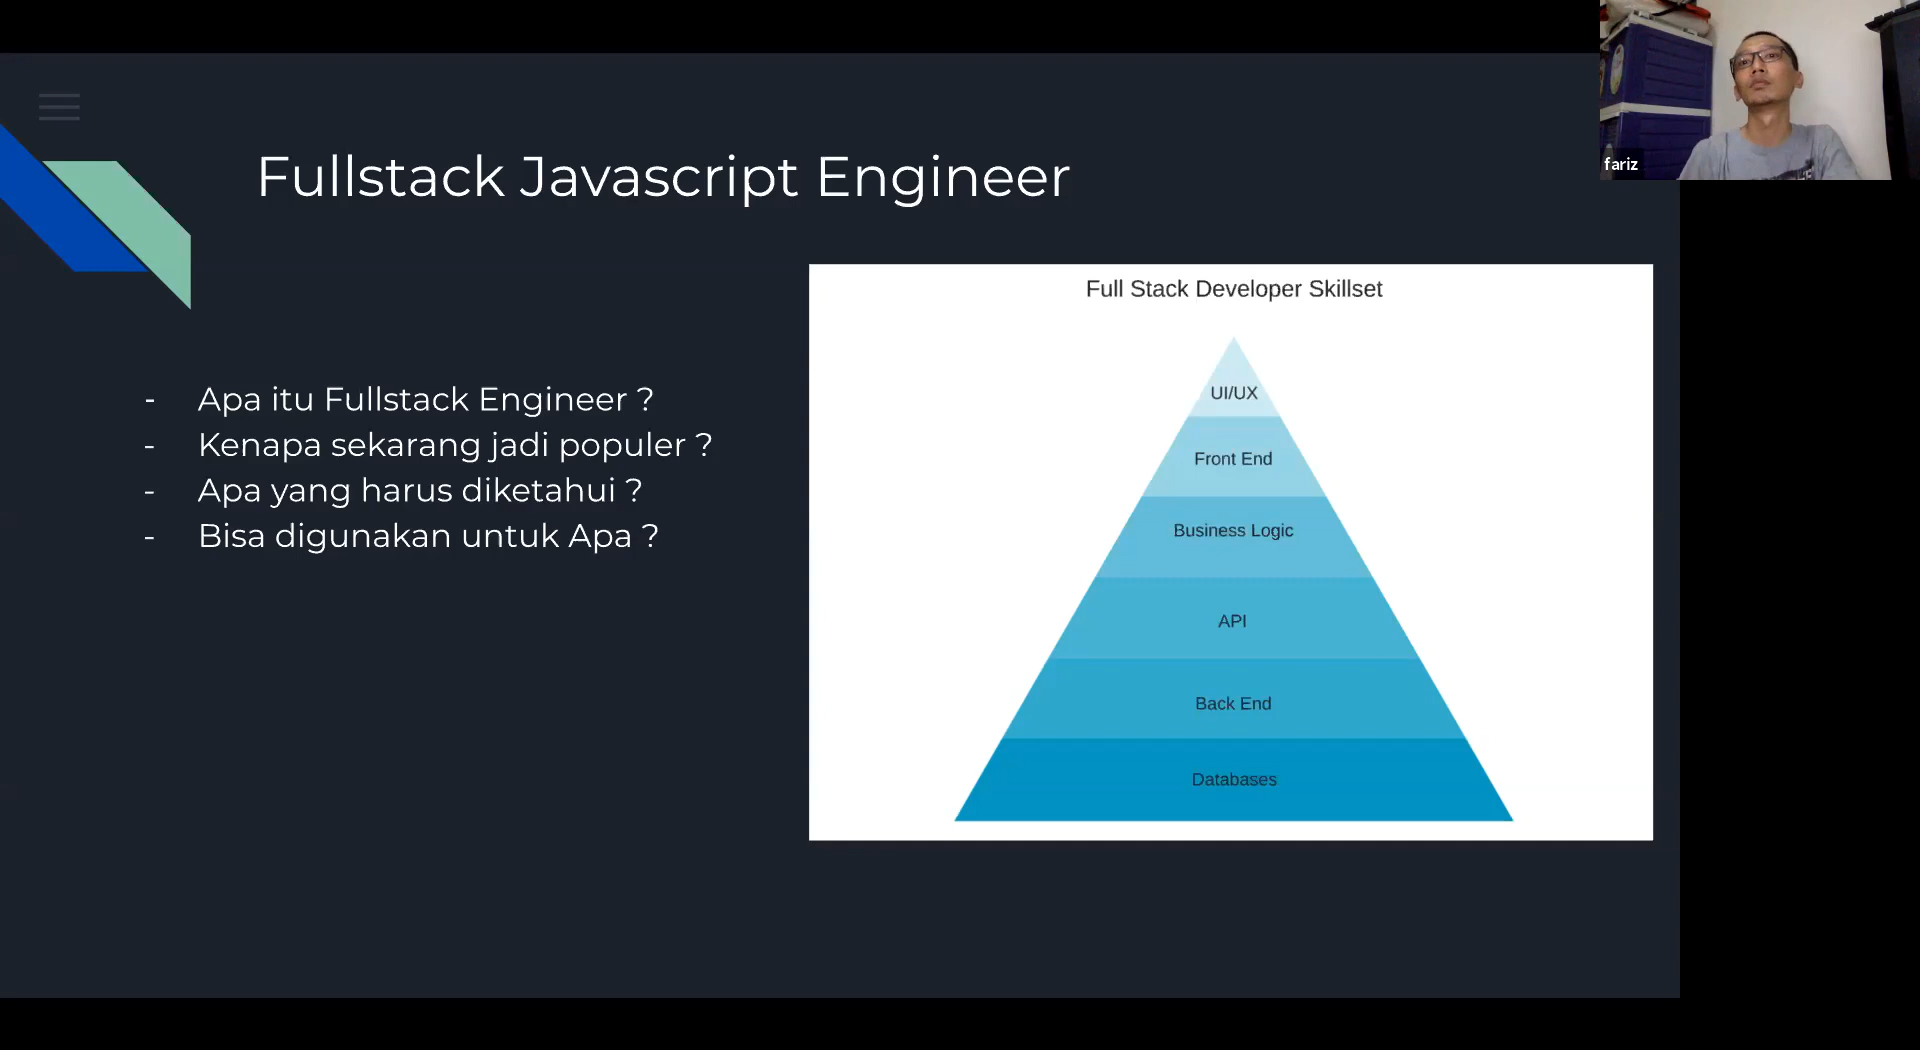 Fullstack Javascript Engineer
- Apa itu Fullstack Engineer ?
- Kenapa sekarang jadi populer ?
- Apa yang harus diketahui ?
- Bisa digunakan untuk Apa ?
Full Stack Developer Skillset
UI/UX
Front End
Business Logic
API
Back End
Databases
fariz